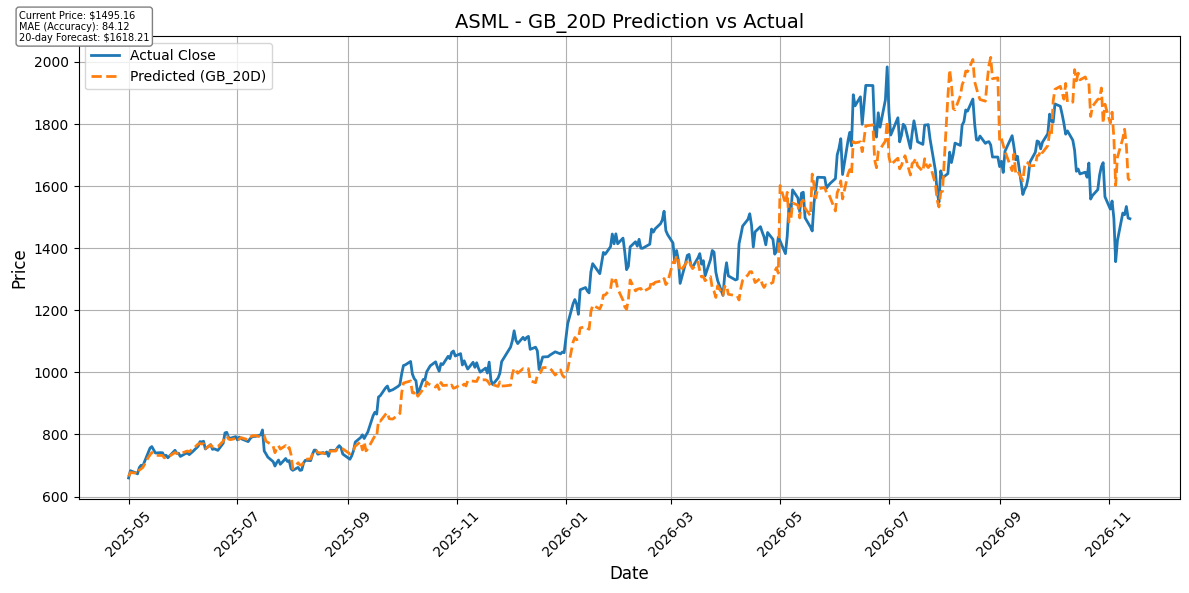 ASML - GB_20D Prediction vs Actual
Current Price: $1495.16
MAE (Accuracy): 84.12
20-day Forecast: $1618.21
Actual Close
Predicted (GB_20D)
Price
2000
1800
1600
1400
1200
1000
800
600
2025-05
2025-07
2025-09
2025-11
2026-01
2026-03
2026-05
2026-07
2026-09
2026-11
Date